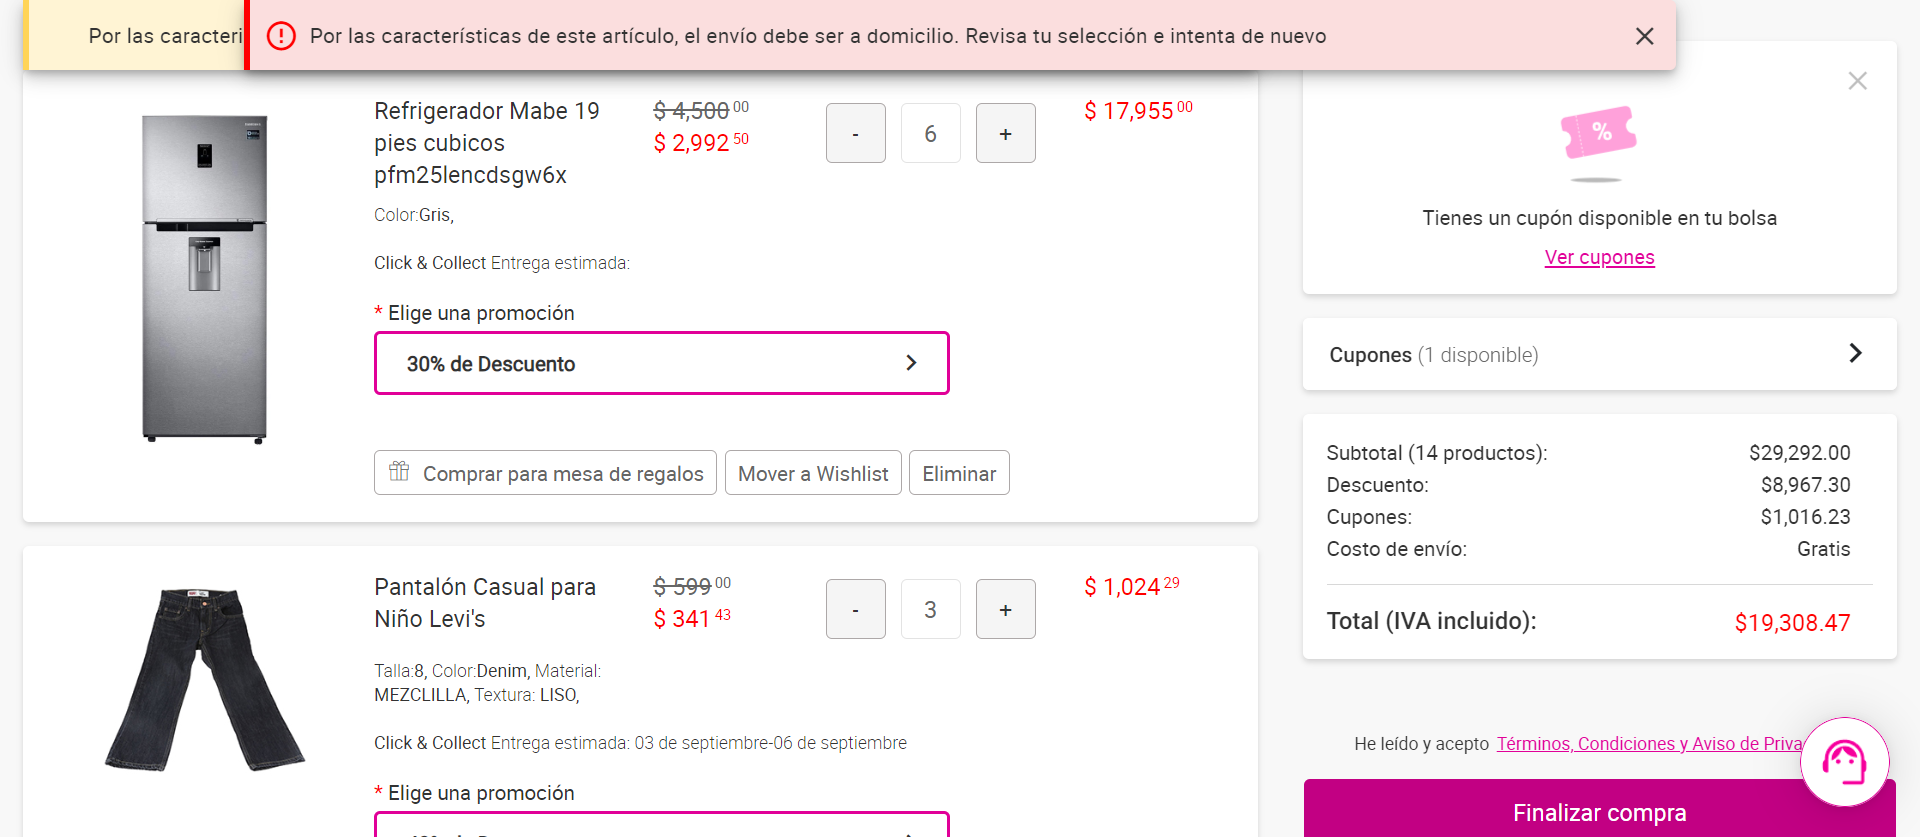 Por las caracteri
Por las características de este artículo, el envío debe ser a domicilio. Revisa tu selección e intenta de nuevo
Refrigerador Mabe 19
pies cubicos
pfm25lencdsgw6x
$ 4,500 00
$ 2,992 50
-
6
+
$ 17,955 00
Color:Gris,
Click & Collect Entrega estimada:
* Elige una promoción
30% de Descuento
Comprar para mesa de regalos
Mover a Wishlist
Eliminar
Pantalón Casual para
Niño Levi's
$ 599 00
$ 341 43
-
3
+
$ 1,024 29
Talla:8, Color:Denim, Material:
MEZCLILLA, Textura: LISO,
Click & Collect Entrega estimada: 03 de septiembre-06 de septiembre
* Elige una promoción
%
Tienes un cupón disponible en tu bolsa
Ver cupones
Cupones (1 disponible)
Subtotal (14 productos): $29,292.00
Descuento: $8,967.30
Cupones: $1,016.23
Costo de envío: Gratis
Total (IVA incluido): $19,308.47
He leído y acepto Términos, Condiciones y Aviso de Priva
Finalizar compra